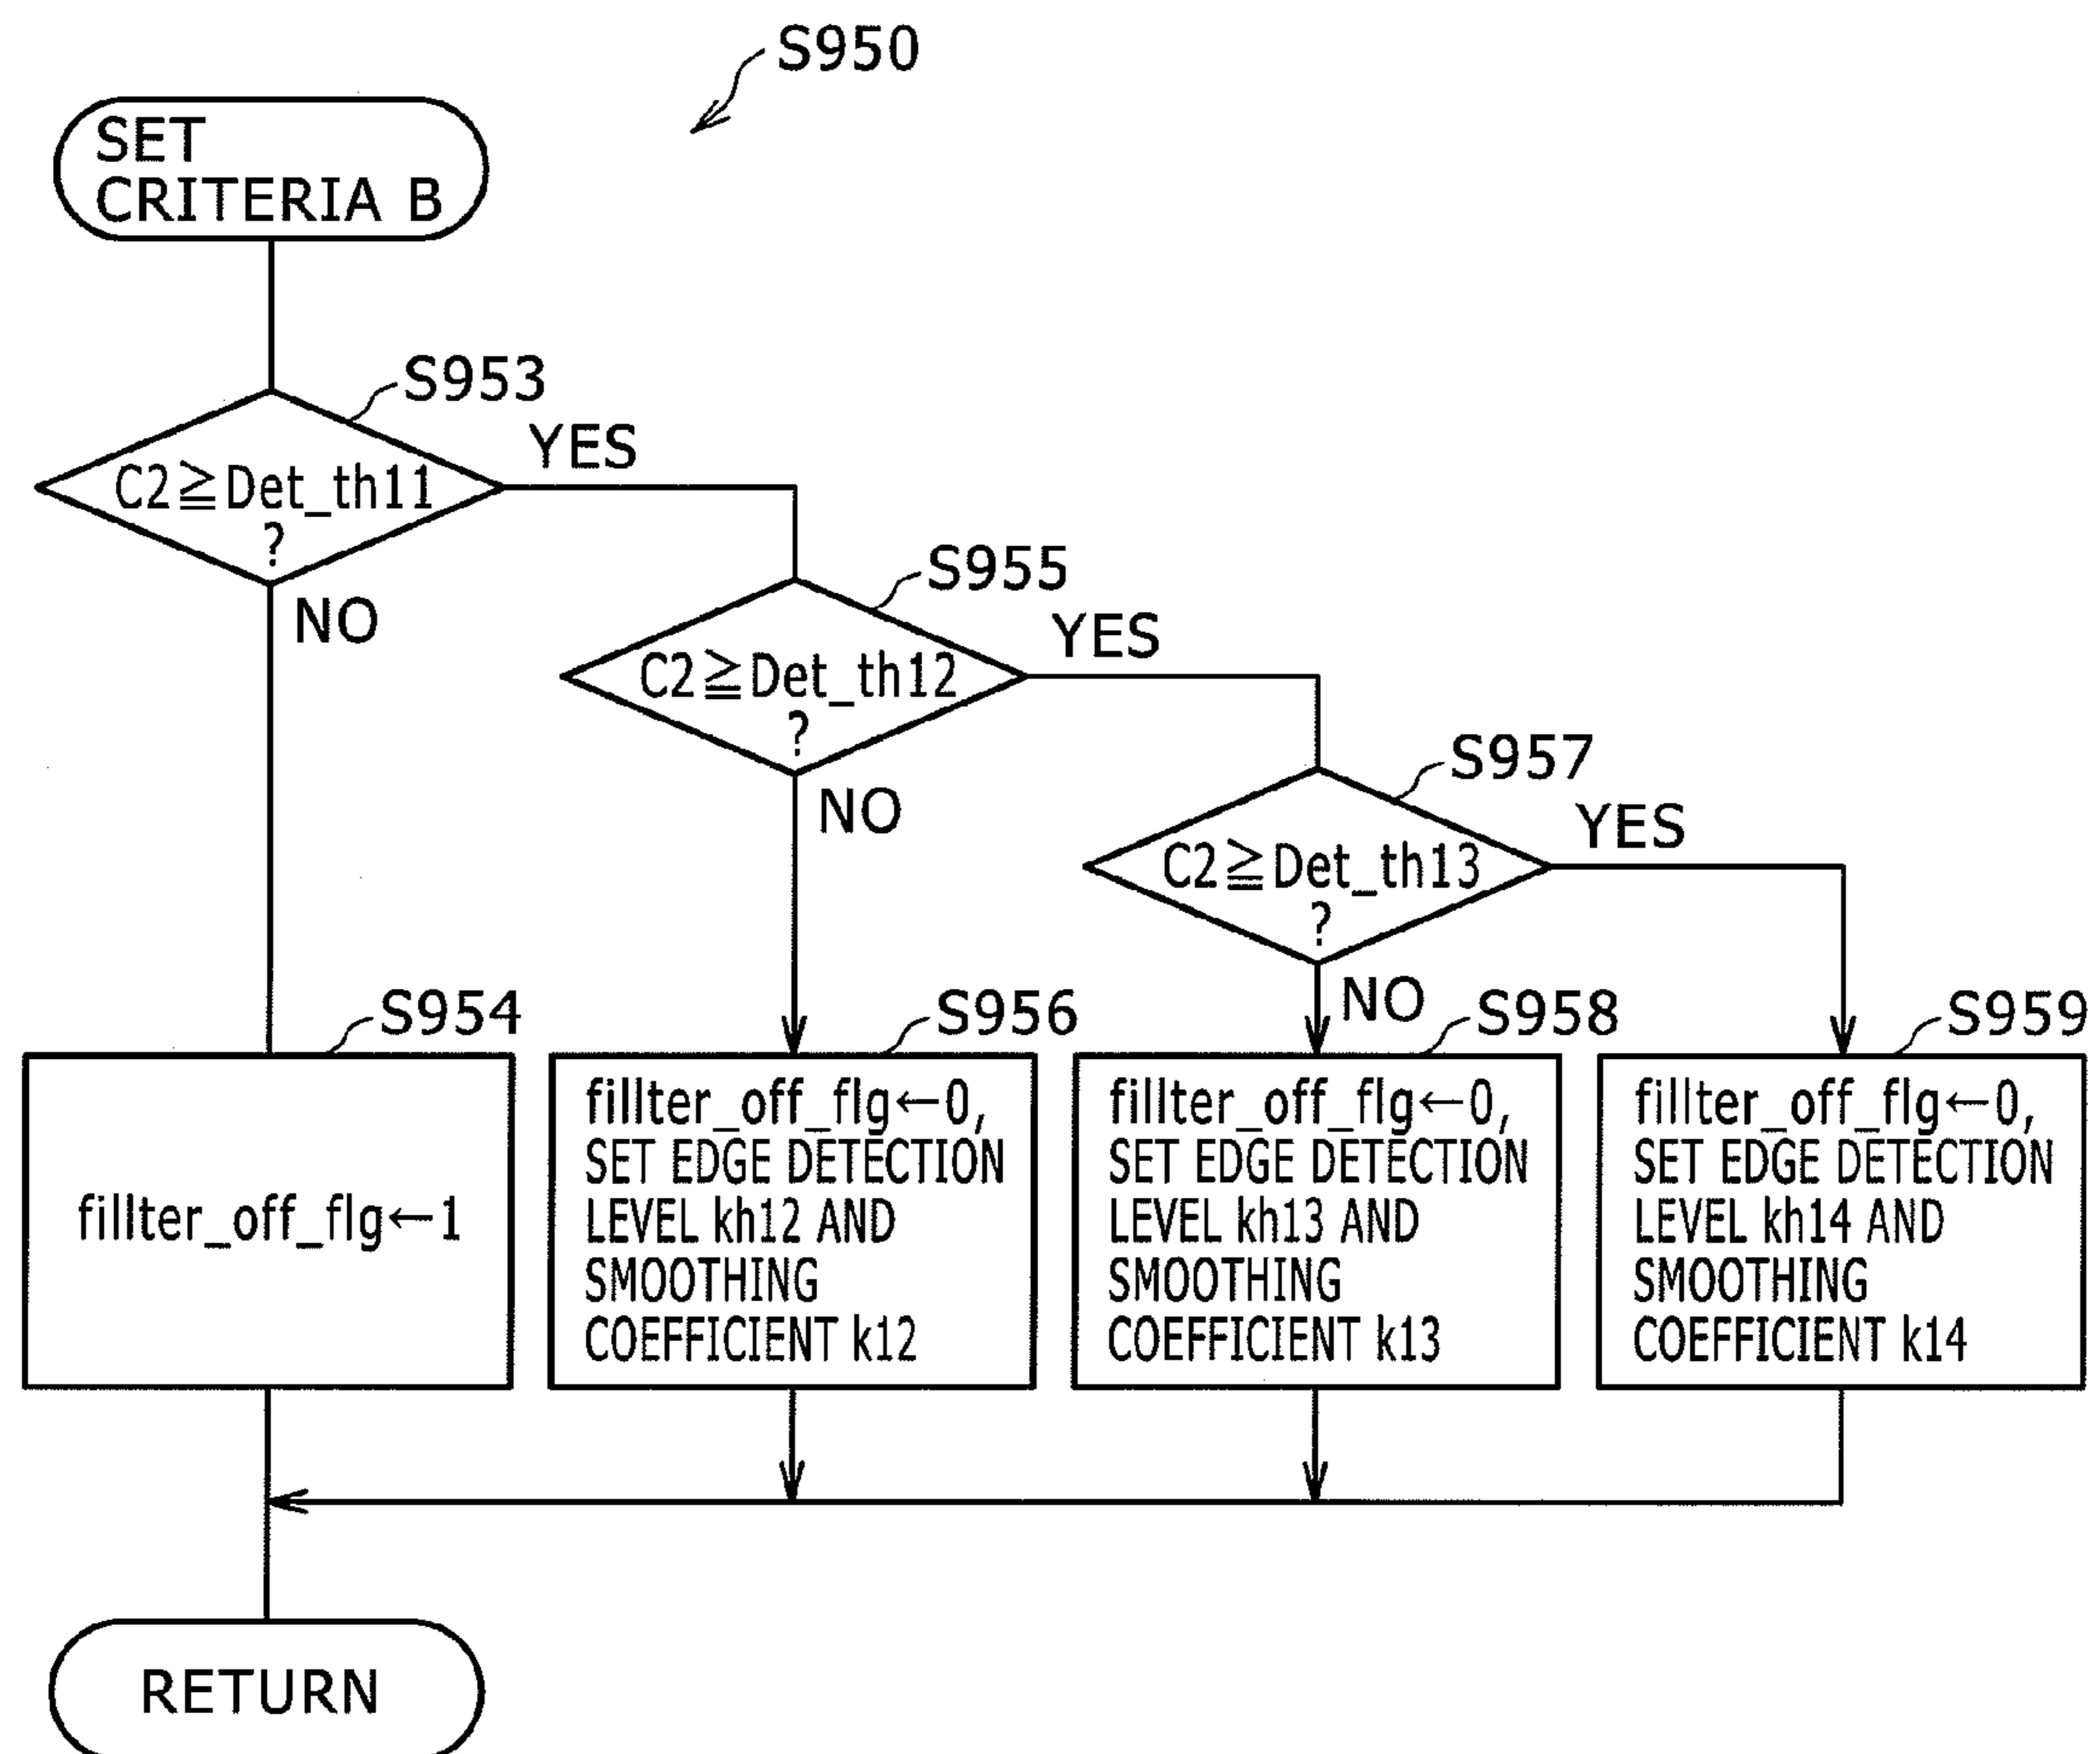 S950
SET
CRITERIA B
S953
YES
C2≧Det_th11
?
NO
S955
YES
C2≧Det_th12
?
NO
S957
YES
C2≧Det_th13
?
NO
S954
fillter_off_flg←1
S956
fillter_off_flg←0,
SET EDGE DETECTION
LEVEL kh12 AND
SMOOTHING
COEFFICIENT k12
S958
fillter_off_flg←0,
SET EDGE DETECTION
LEVEL kh13 AND
SMOOTHING
COEFFICIENT k13
S959
fillter_off_flg←0,
SET EDGE DETECTION
LEVEL kh14 AND
SMOOTHING
COEFFICIENT k14
RETURN